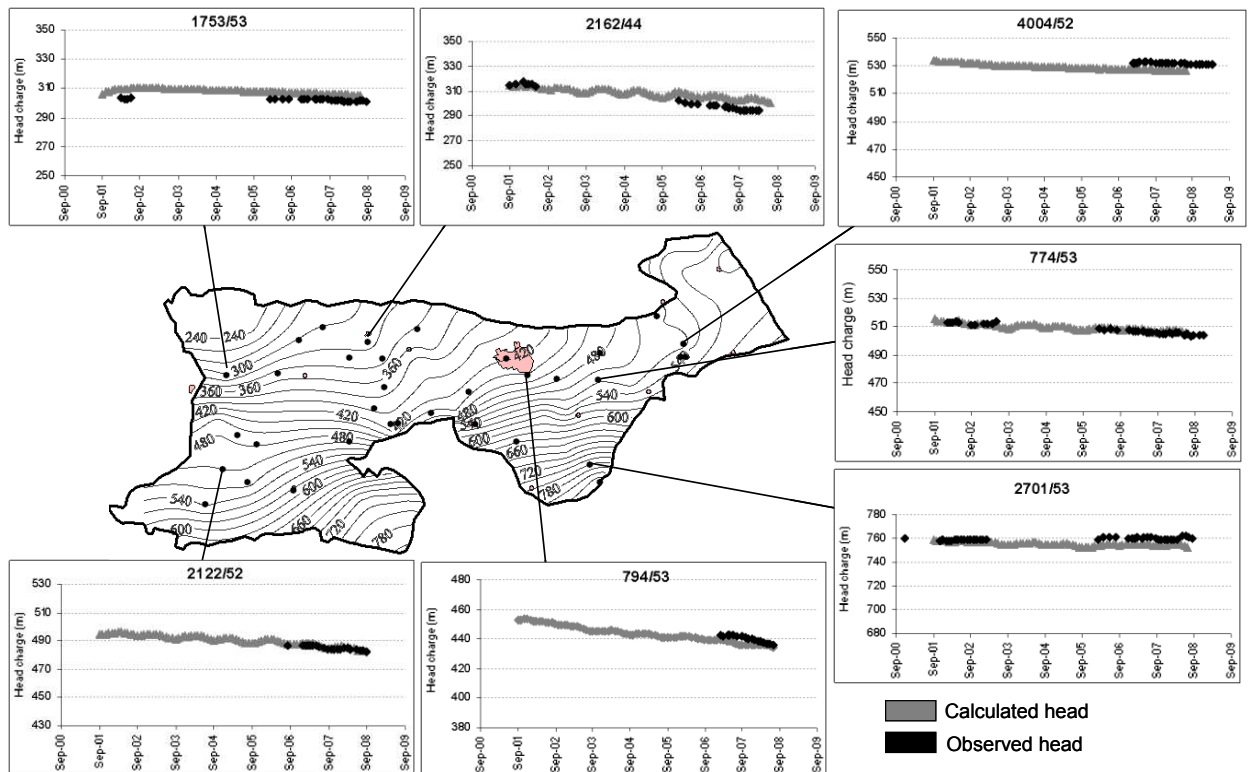 1753/53
Head charge (m)
350
330
310
290
270
250
Sep-00
Sep-01
Sep-02
Sep-03
Sep-04
Sep-05
Sep-06
Sep-07
Sep-08
Sep-09
2162/44
Head charge (m)
350
330
310
290
270
250
Sep-00
Sep-01
Sep-02
Sep-03
Sep-04
Sep-05
Sep-06
Sep-07
Sep-08
Sep-09
4004/52
Head charge (m)
550
530
510
490
470
450
Sep-00
Sep-01
Sep-02
Sep-03
Sep-04
Sep-05
Sep-06
Sep-07
Sep-08
Sep-09
774/53
Head charge (m)
550
530
510
490
470
450
Sep-00
Sep-01
Sep-02
Sep-03
Sep-04
Sep-05
Sep-06
Sep-07
Sep-08
Sep-09
240 240
300
360 360
420
480
540
600
360
420
480
540
600
660
720
780
420
480
540
600
480
600
660
720
780
2701/53
Head charge (m)
780
760
740
720
700
680
Sep-00
Sep-01
Sep-02
Sep-03
Sep-04
Sep-05
Sep-06
Sep-07
Sep-08
Sep-09
2122/52
Head charge (m)
530
510
490
470
450
430
Sep-00
Sep-01
Sep-02
Sep-03
Sep-04
Sep-05
Sep-06
Sep-07
Sep-08
Sep-09
794/53
Head charge (m)
480
460
440
420
400
380
Sep-00
Sep-01
Sep-02
Sep-03
Sep-04
Sep-05
Sep-06
Sep-07
Sep-08
Sep-09
Calculated head
Observed head